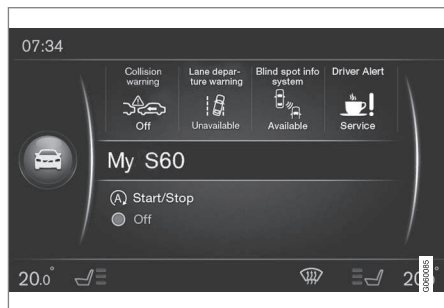 07:34
Collision warning
Off
Lane depar-
ture warning
Unavailable
Blind spot info
system
Available
Driver Alert
Service
My S60
A Start/Stop
Off
20.0°
20
G060085